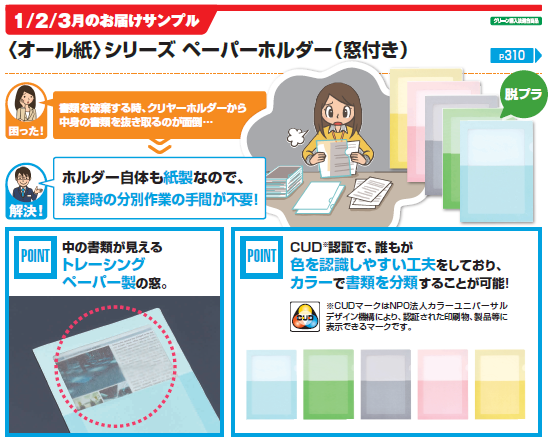 1/2/3月のお届けサンプル
グリーン購入法適合商品
〈オール紙〉シリーズ ペーパーホルダー(窓付き)
P.310
脱プラ
困った!
書類を破棄する時、クリヤーホルダーから
中身の書類を抜き取るのが面倒…
解決!
ホルダー自体も紙製なので、
廃棄時の分別作業の手間が不要!
POINT
中の書類が見える
トレーシング
ペーパー製の窓。
POINT
CUD※認証で、誰もが
色を認識しやすい工夫をしており、
カラーで書類を分類することが可能!
CUD
※CUDマークはNPO法人カラーユニバーサル
デザイン機構により、認証された印刷物、製品等に
表示できるマークです。